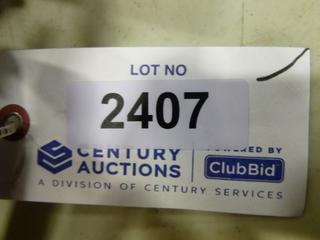 LOT NO
2407
CENTURY AUCTIONS
POWERED BY
ClubBid
A DIVISION OF CENTURY SERVICES